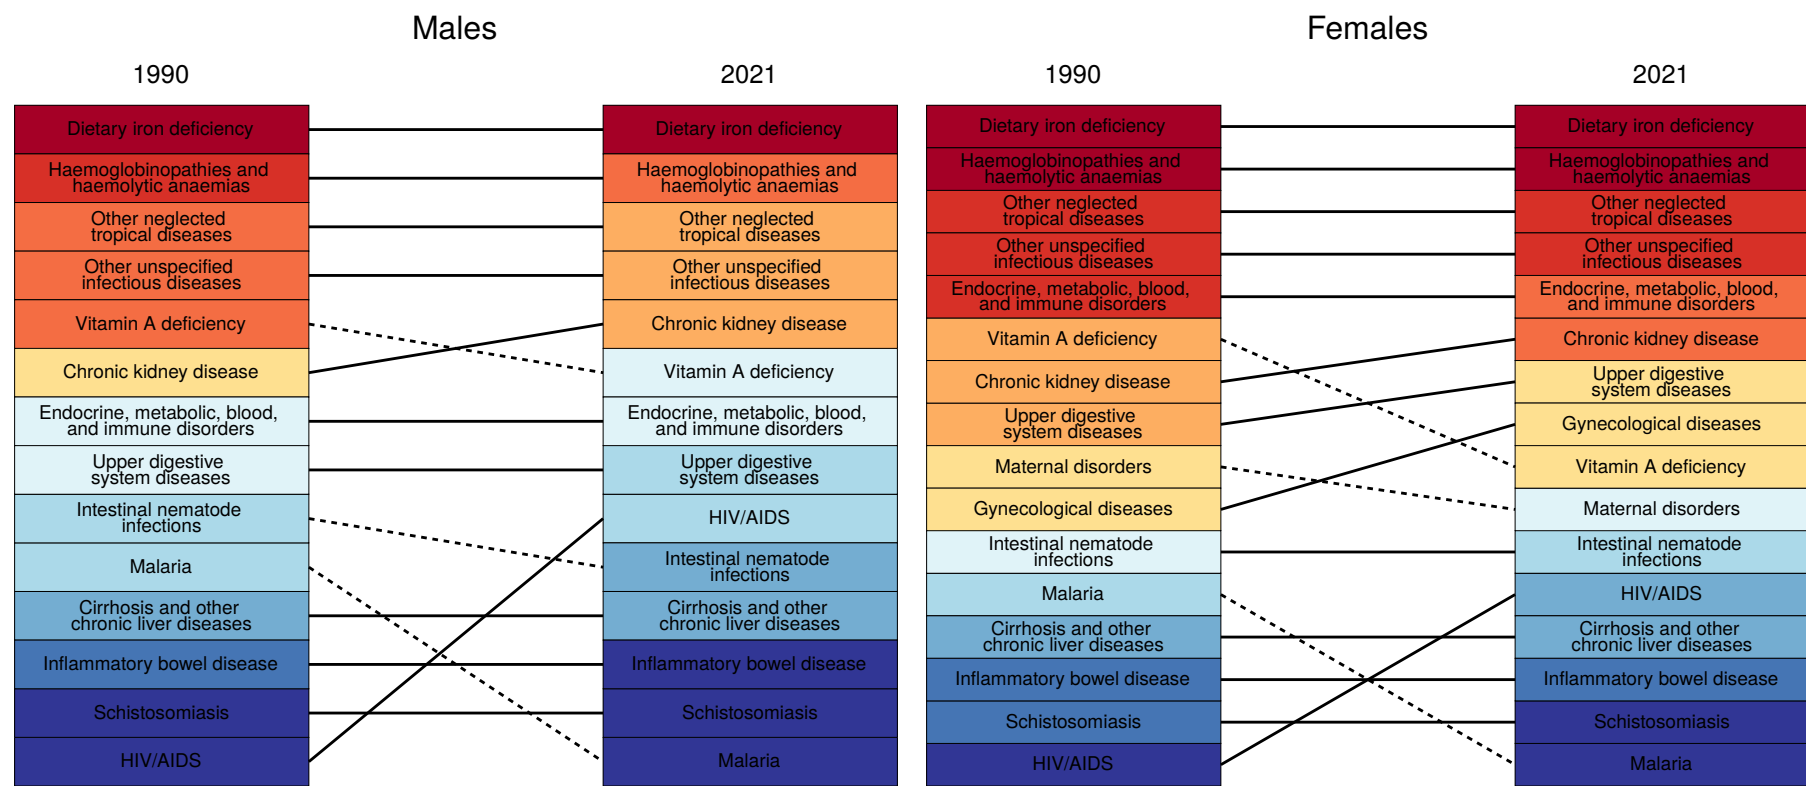 Males
1990
2021
Dietary iron deficiency
Haemoglobinopathies and
haemolytic anaemias
Other neglected
tropical diseases
Other unspecified
infectious diseases
Vitamin A deficiency
Chronic kidney disease
Endocrine, metabolic, blood,
and immune disorders
Upper digestive
system diseases
Intestinal nematode
infections
Malaria
Cirrhosis and other
chronic liver diseases
Inflammatory bowel disease
Schistosomiasis
HIV/AIDS
Dietary iron deficiency
Haemoglobinopathies and
haemolytic anaemias
Other neglected
tropical diseases
Other unspecified
infectious diseases
Chronic kidney disease
Vitamin A deficiency
Endocrine, metabolic, blood,
and immune disorders
Upper digestive
system diseases
HIV/AIDS
Intestinal nematode
infections
Cirrhosis and other
chronic liver diseases
Inflammatory bowel disease
Schistosomiasis
Malaria
Females
1990
2021
Dietary iron deficiency
Haemoglobinopathies and
haemolytic anaemias
Other neglected
tropical diseases
Other unspecified
infectious diseases
Endocrine, metabolic, blood,
and immune disorders
Vitamin A deficiency
Chronic kidney disease
Upper digestive
system diseases
Maternal disorders
Gynecological diseases
Intestinal nematode
infections
Malaria
Cirrhosis and other
chronic liver diseases
Inflammatory bowel disease
Schistosomiasis
HIV/AIDS
Dietary iron deficiency
Haemoglobinopathies and
haemolytic anaemias
Other neglected
tropical diseases
Other unspecified
infectious diseases
Endocrine, metabolic, blood,
and immune disorders
Chronic kidney disease
Upper digestive
system diseases
Gynecological diseases
Vitamin A deficiency
Maternal disorders
Intestinal nematode
infections
HIV/AIDS
Cirrhosis and other
chronic liver diseases
Inflammatory bowel disease
Schistosomiasis
Malaria